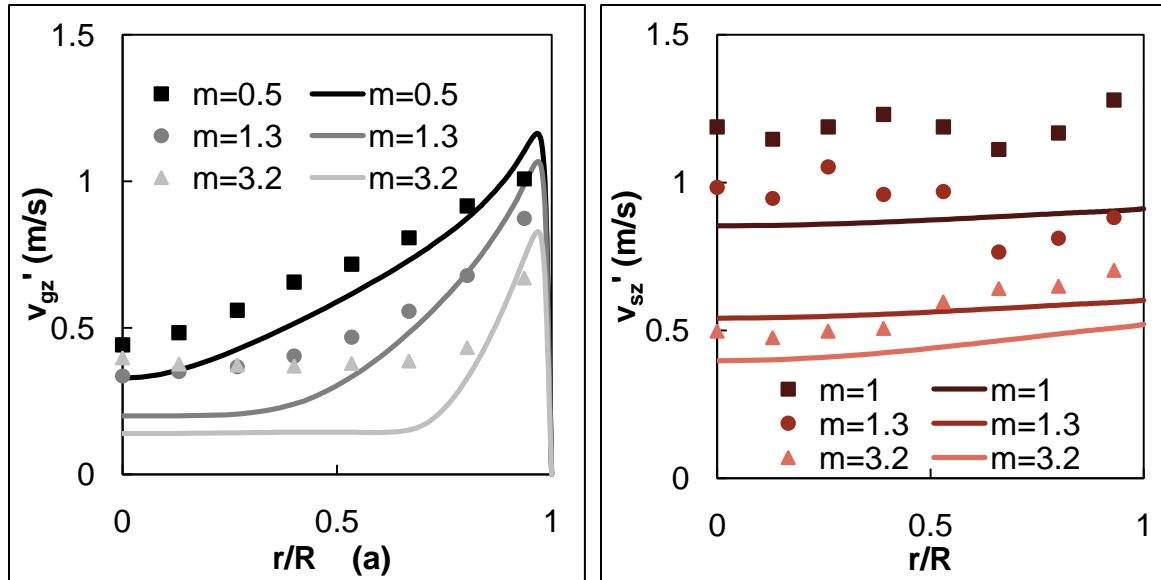 1.5
1
0.5
0
v_gz' (m/s)
m=0.5 m=0.5
m=1.3 m=1.3
m=3.2 m=3.2
0 0.5 1
r/R (a)
1.5
1
0.5
0
v_sz' (m/s)
m=1 m=1
m=1.3 m=1.3
m=3.2 m=3.2
0 0.5 1
r/R